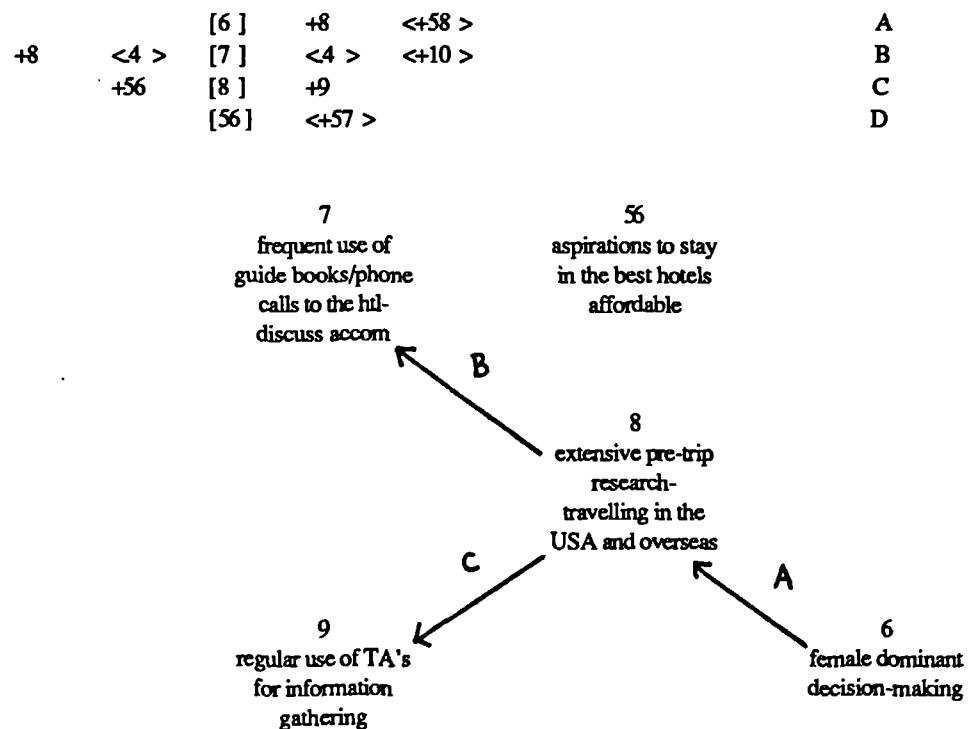 [6 ] +8 <+58 > A
+8 <4 > [7 ] <4 > <+10 > B
+56 [8 ] +9 C
[56 ] <+57 > D
7
frequent use of
guide books/phone
calls to the htl-
discuss accom
56
aspirations to stay
in the best hotels
affordable
B
8
extensive pre-trip
research-
travelling in the
USA and overseas
C
A
9
regular use of TA's
for information
gathering
6
female dominant
decision-making